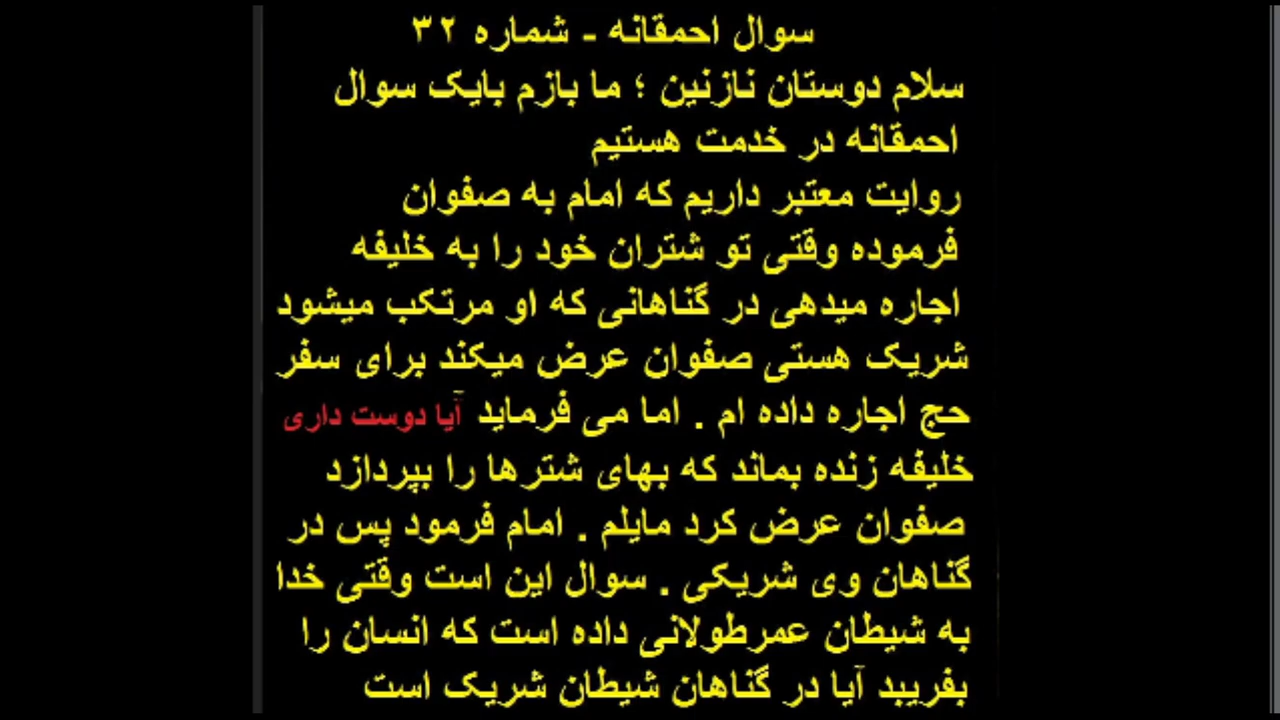 سوال احمقانه - شماره ۳۲
سلام دوستان نازنین ؛ ما بازم بایک سوال
احمقانه در خدمت هستیم
روایت معتبر داریم که امام به صفوان
فرموده وقتی تو شتران خود را به خلیفه
اجاره میدهی در گناهانی که او مرتکب میشود
شریک هستی صفوان عرض میکند برای سفر
حج اجاره داده ام . اما می فرماید آیا دوست داری
خلیفه زنده بماند که بهای شترها را بپردازد
صفوان عرض کرد مایلم . امام فرمود پس در
گناهان وی شریکی . سوال این است وقتی خدا
به شیطان عمرطولانی داده است که انسان را
بفریبد آیا در گناهان شیطان شریک است